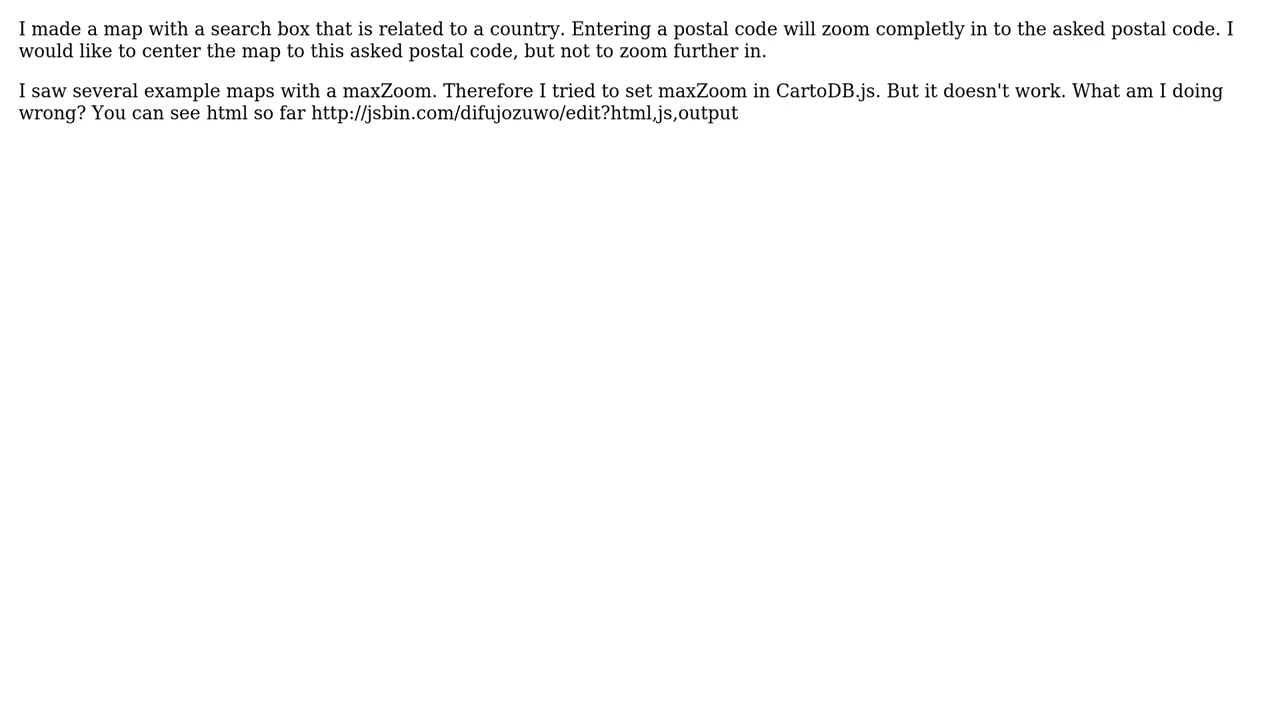 I made a map with a search box that is related to a country. Entering a postal code will zoom completly in to the asked postal code. I
would like to center the map to this asked postal code, but not to zoom further in.
I saw several example maps with a maxZoom. Therefore I tried to set maxZoom in CartoDB.js. But it doesn't work. What am I doing
wrong? You can see html so far http://jsbin.com/difujozuwo/edit?html,js,output